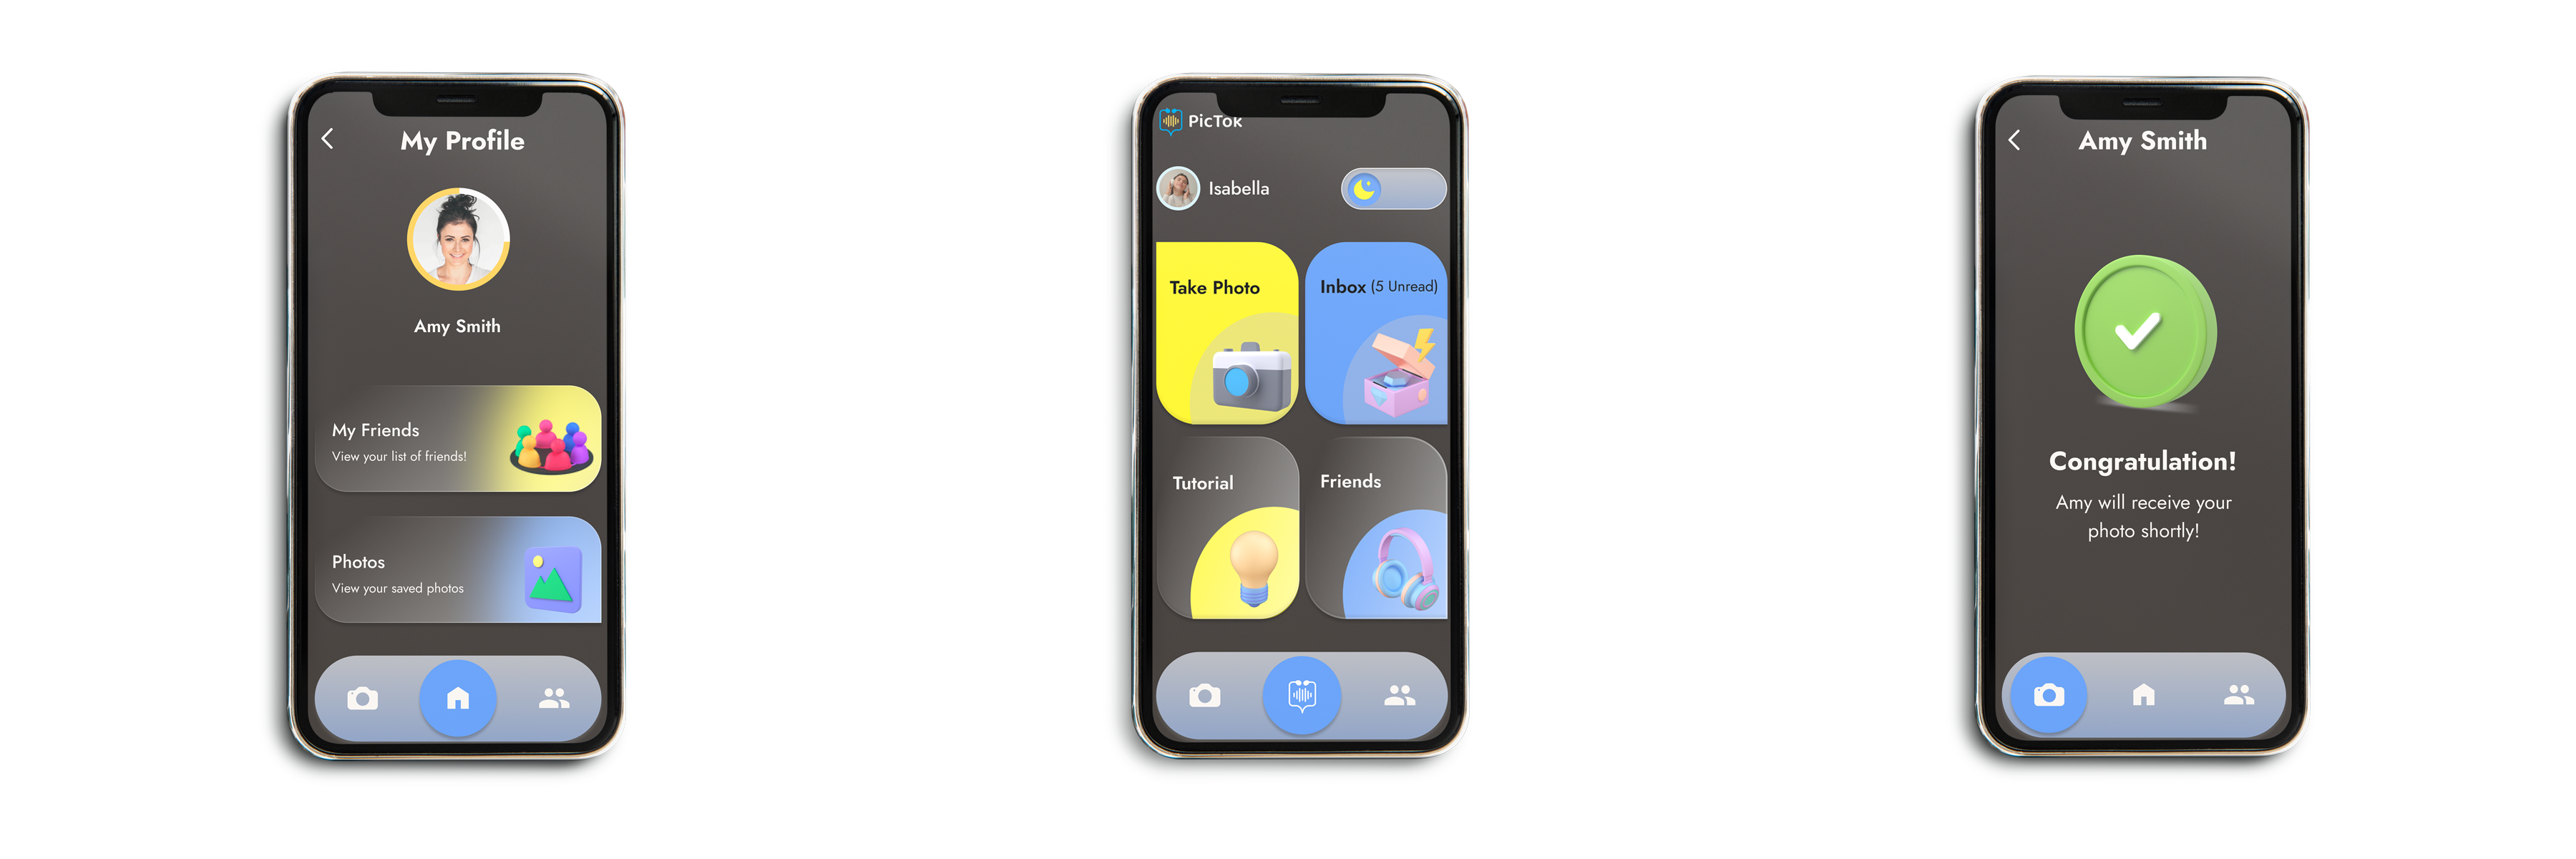 My Profile
Amy Smith
My Friends
View your list of friends!
Photos
View your saved photos
PicTok
Isabella
Take Photo
Inbox (5 Unread)
Tutorial
Friends
Amy Smith
Congratulation!
Amy will receive your
photo shortly!